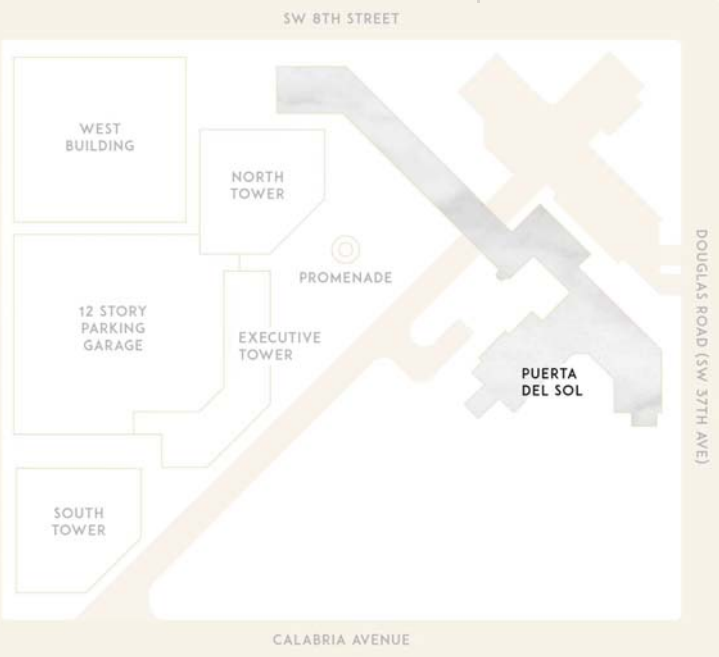 SW 8TH STREET
WEST
BUILDING
NORTH
TOWER
PROMENADE
12 STORY
PARKING
GARAGE
EXECUTIVE
TOWER
PUERTA
DEL SOL
DOUGLAS ROAD (SW 37TH AVE)
SOUTH
TOWER
CALABRIA AVENUE